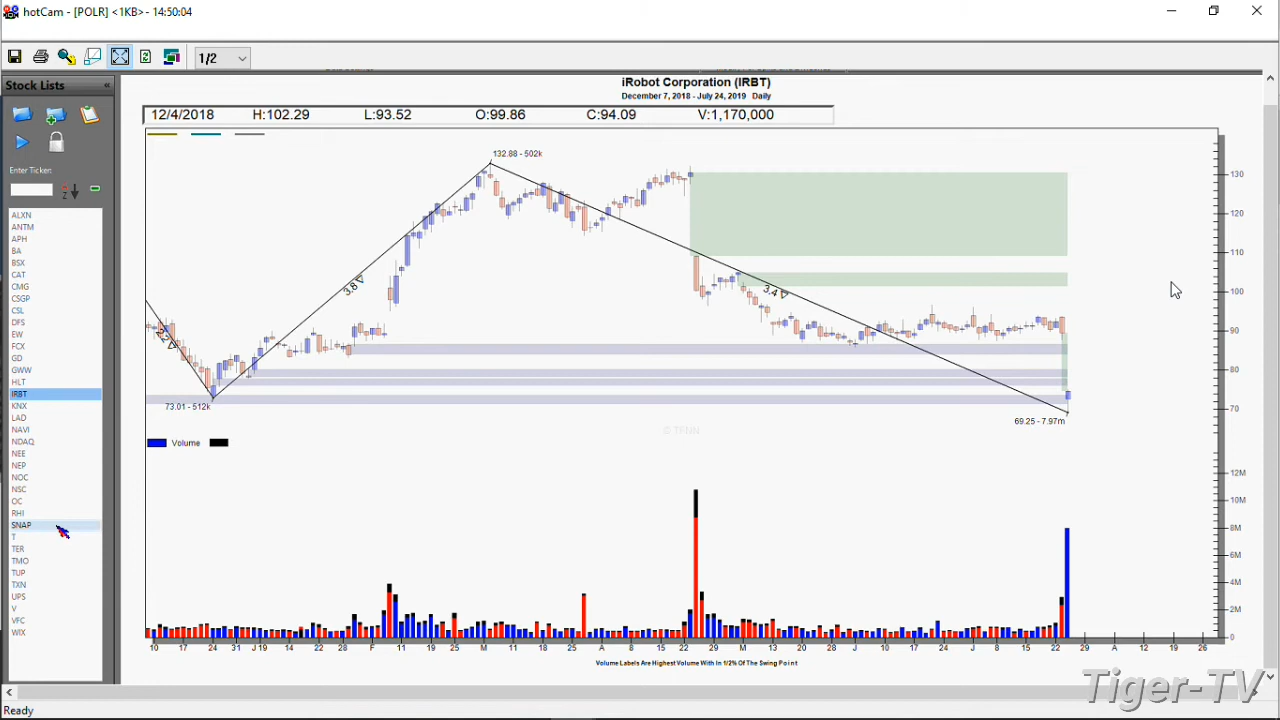 hotCam - [POLR] <1KB> - 14:50:04
1/2
Stock Lists «
Enter Ticker:
ALXN
ANTM
APH
BA
BSX
CAT
CMG
CSGP
CSL
DFS
EW
FCX
GD
GWW
HLT
IRBT
KNX
LAD
NAVI
NDAQ
NEE
NEP
NOC
NSC
OC
RHI
SNAP
T
TER
TMO
TUP
TXN
UPS
V
VFC
WIX
iRobot Corporation (IRBT)
December 7, 2018 - July 24, 2019 Daily
12/4/2018 H:102.29 L:93.52 O:99.86 C:94.09 V:1,170,000
132.88 - 502k
3.8
3.4
2.2
73.01 - 512k
69.25 - 7.97m
© TFNN
130
120
110
100
90
80
70
Volume
12M
10M
8M
6M
4M
2M
0
10 17 24 31 J 19 14 22 28 F 11 19 25 M 11 18 25 A 8 15 22 29 M 13 20 28 J 10 17 24 J 8 15 22 29 A 12 19 26
Volume Labels Are Highest Volume With In 1/2% Of The Swing Point
Tiger-TV
Ready